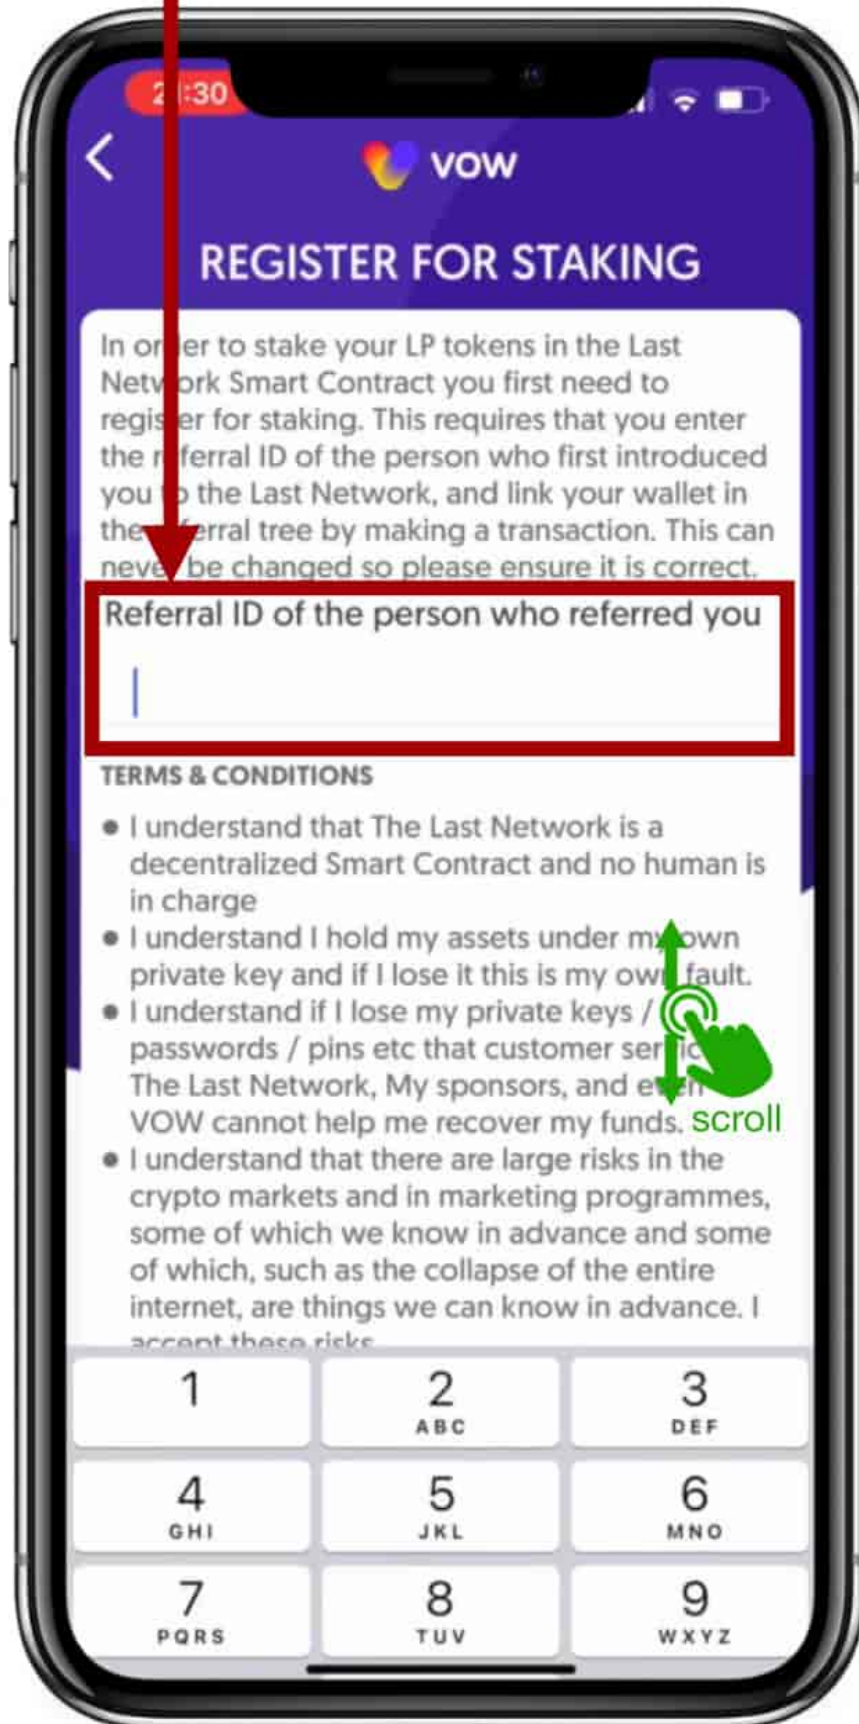 21:30
VOW
REGISTER FOR STAKING
In order to stake your LP tokens in the Last
Network Smart Contract you first need to
register for staking. This requires that you enter
the referral ID of the person who first introduced
you to the Last Network, and link your wallet in
the referral tree by making a transaction. This can
never be changed so please ensure it is correct.
Referral ID of the person who referred you
TERMS & CONDITIONS
● I understand that The Last Network is a
decentralized Smart Contract and no human is
in charge
● I understand I hold my assets under my own
private key and if I lose it this is my own fault.
● I understand if I lose my private keys /
passwords / pins etc that customer service
The Last Network, My sponsors, and even
VOW cannot help me recover my funds.
scroll
● I understand that there are large risks in the
crypto markets and in marketing programmes,
some of which we know in advance and some
of which, such as the collapse of the entire
internet, are things we can know in advance. I
accept these risks
1 2 3
ABC DEF
4 5 6
GHI JKL MNO
7 8 9
PQRS TUV WXYZ